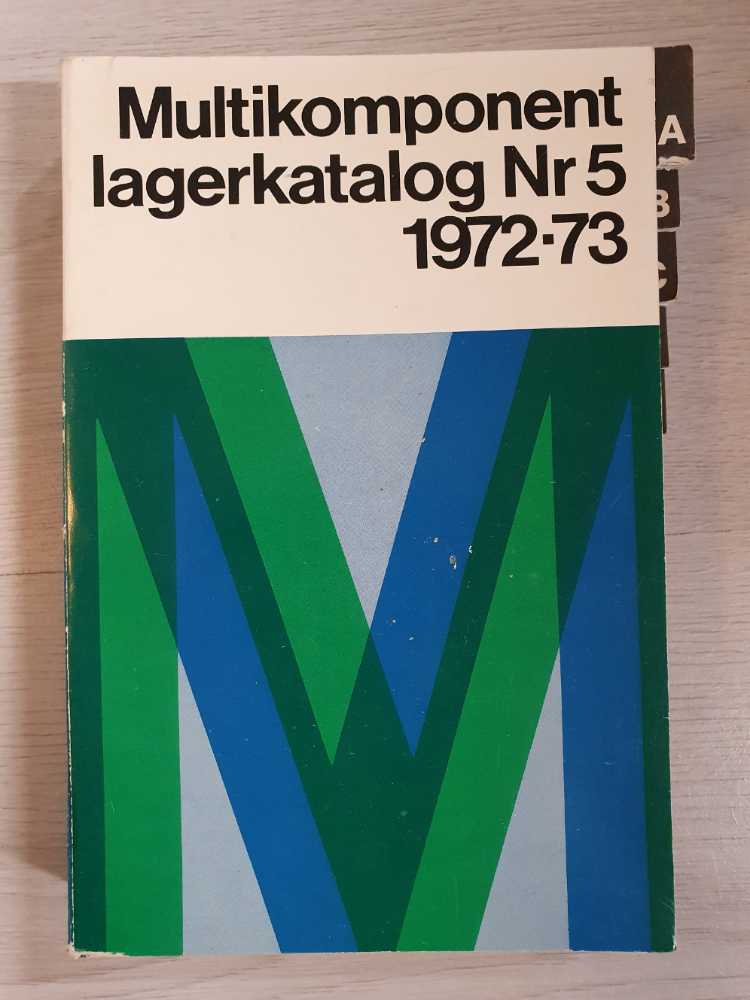 Multikomponent
lagerkatalog Nr 5
1972-73
A
B
C